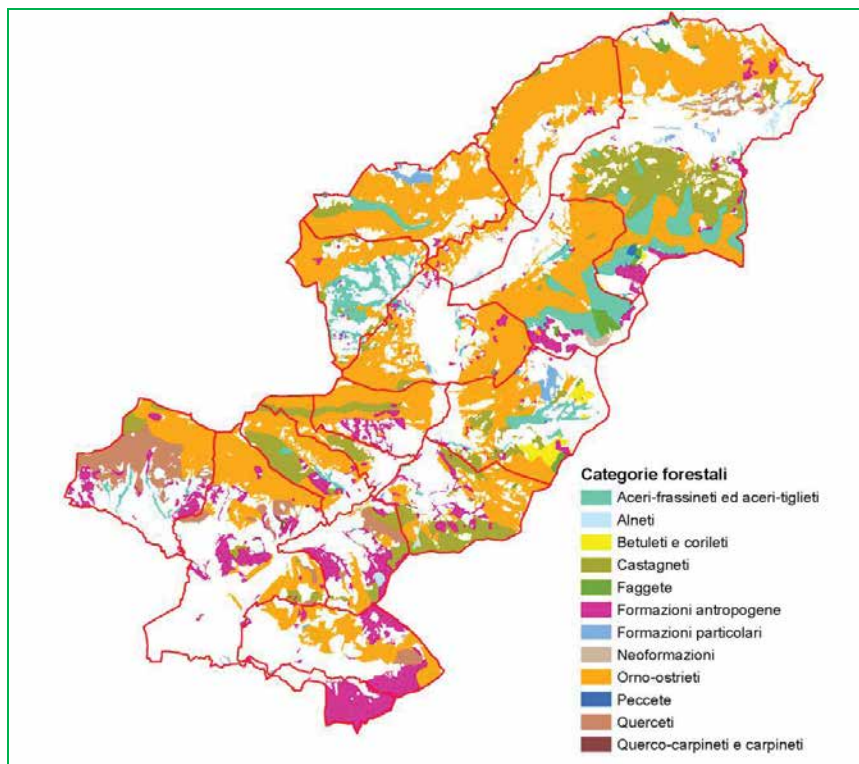 Categorie forestali
Aceri-frassineti ed aceri-tiglieti
Alneti
Betuleti e corileti
Castagneti
Faggete
Formazioni antropogene
Formazioni particolari
Neoformazioni
Orno-ostrieti
Peccete
Querceti
Querco-carpineti e carpineti